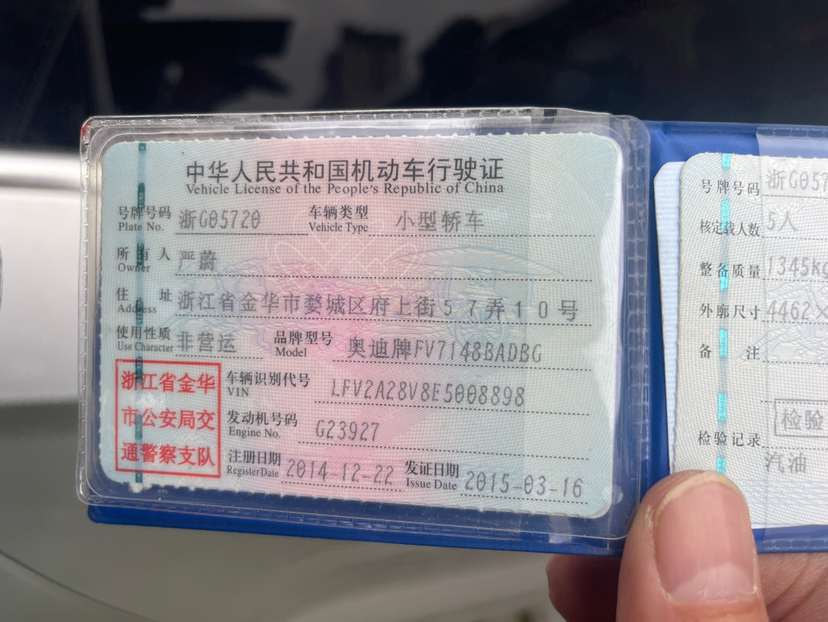 中华人民共和国机动车行驶证
Vehicle License of the People's Republic of China
号牌号码 浙G05720 车辆类型 小型轿车
Plate No. Vehicle Type
所有人 严蔚
Owner
住址 浙江省金华市婺城区府上街57弄10号
Address
使用性质 非营运 品牌型号 奥迪牌FV7148BADBG
Use Character Model
浙江省金华
市公安局交
通警察支队
车辆识别代号 LFV2A28V8E5008898
VIN
发动机号码 G23927
Engine No.
注册日期 2014-12-22 发证日期 2015-03-16
Register Date Issue Date
号牌号码 浙G057
核定载人数 5人
整备质量 1345kg
外廓尺寸 4462×
备注
检验
检验记录
汽油